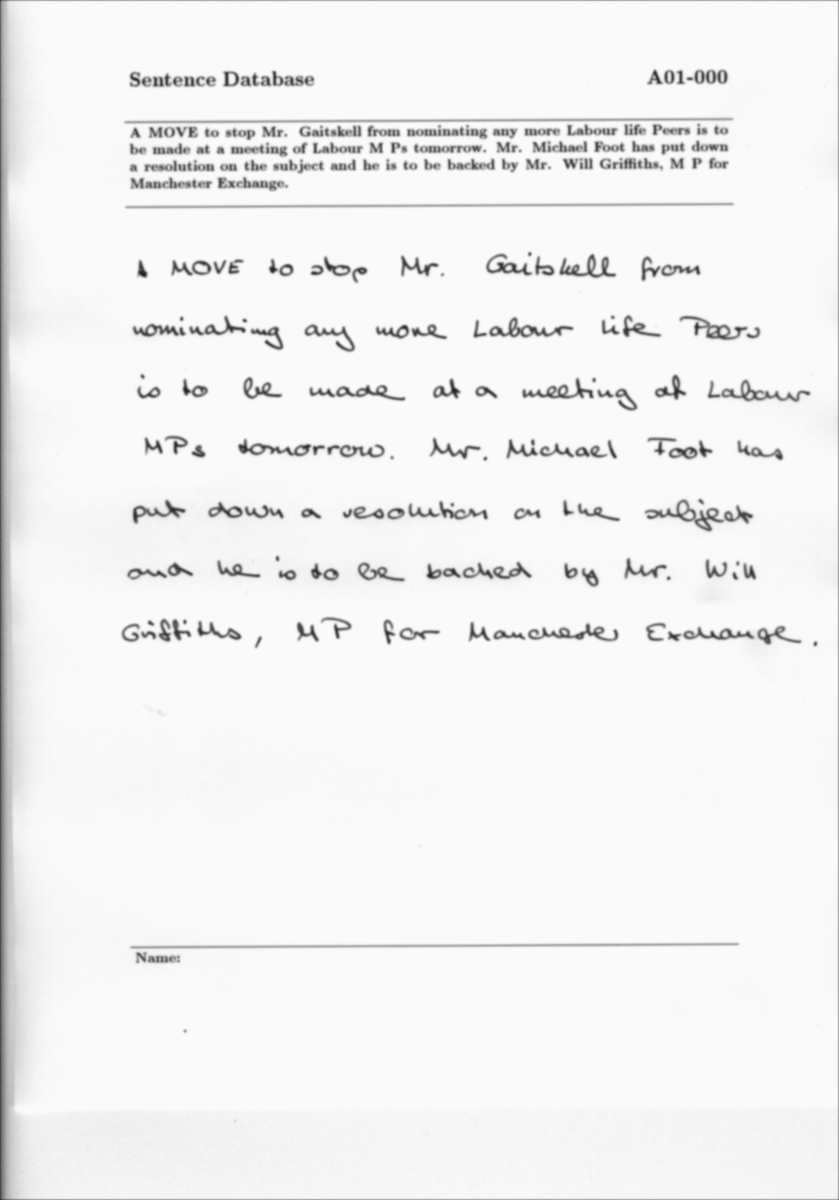 Sentence Database A01-000
A MOVE to stop Mr. Gaitskell from nominating any more Labour life Peers is to
be made at a meeting of Labour M Ps tomorrow. Mr. Michael Foot has put down
a resolution on the subject and he is to be backed by Mr. Will Griffiths, M P for
Manchester Exchange.
A MOVE to stop Mr. Gaitskell from
nominating any more Labour life Peers
is to be made at a meeting of Labour
MPs tomorrow. Mr. Michael Foot has
put down a resolution on the subject
and he is to be backed by Mr. Will
Griffiths, MP for Manchester Exchange.
Name: